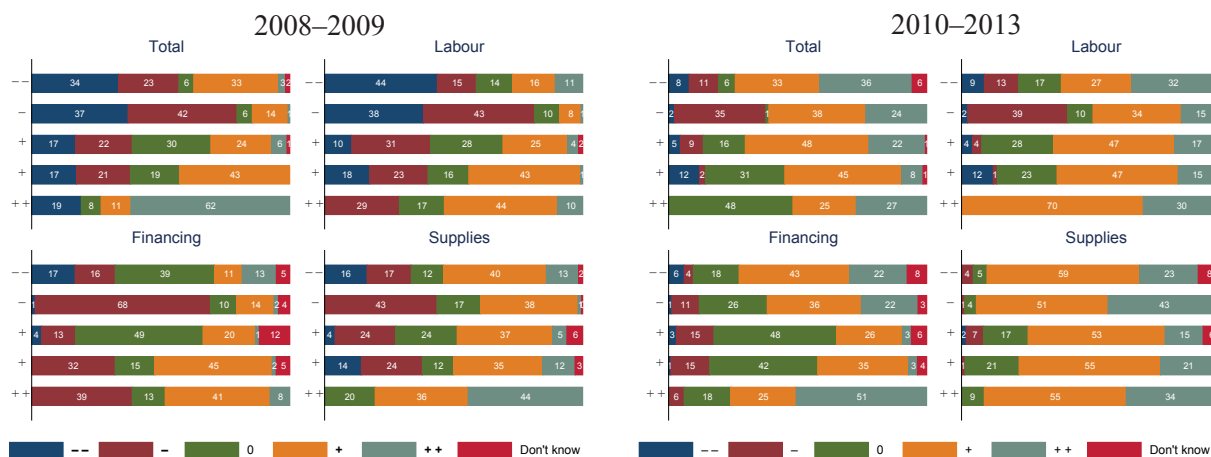 2008–2009
2010–2013
Total
Labour
Total
Labour
−− 34 23 6 33 3 2
44 15 14 16 11
−− 8 11 6 33 36 6
−− 9 13 17 27 32
− 37 42 6 14 1
− 38 43 10 8 1
− 2 35 1 38 24
− 2 39 10 34 15
+ 17 22 30 24 6 1
+ 10 31 28 25 4 2
+ 5 9 16 48 22 1
+ 4 4 28 47 17
+ 17 21 19 43
+ 18 23 16 43 1
+ 12 2 31 45 8 1
+ 12 1 23 47 15
++ 19 8 11 62
++ 29 17 44 10
++ 48 25 27
++ 70 30
Financing
Supplies
Financing
Supplies
−− 17 16 39 11 13 5
−− 16 17 12 40 13 2
−− 6 4 18 43 22 8
−− 4 5 59 23 8
− 1 68 10 14 2 4
− 43 17 38 1
− 1 11 26 36 22 3
− 1 4 51 43
+ 4 13 49 20 1 12
+ 4 24 24 37 5 6
+ 3 15 48 26 3 6
+ 2 7 17 53 15
+ 32 15 45 2 5
+ 14 24 12 35 12 3
+ 1 15 42 35 3 4
+ 1 21 55 21
++ 39 13 41 8
++ 20 36 44
++ 6 18 25 51
++ 9 55 34
−− − 0 + ++ Don't know
−− − 0 + ++ Don't know